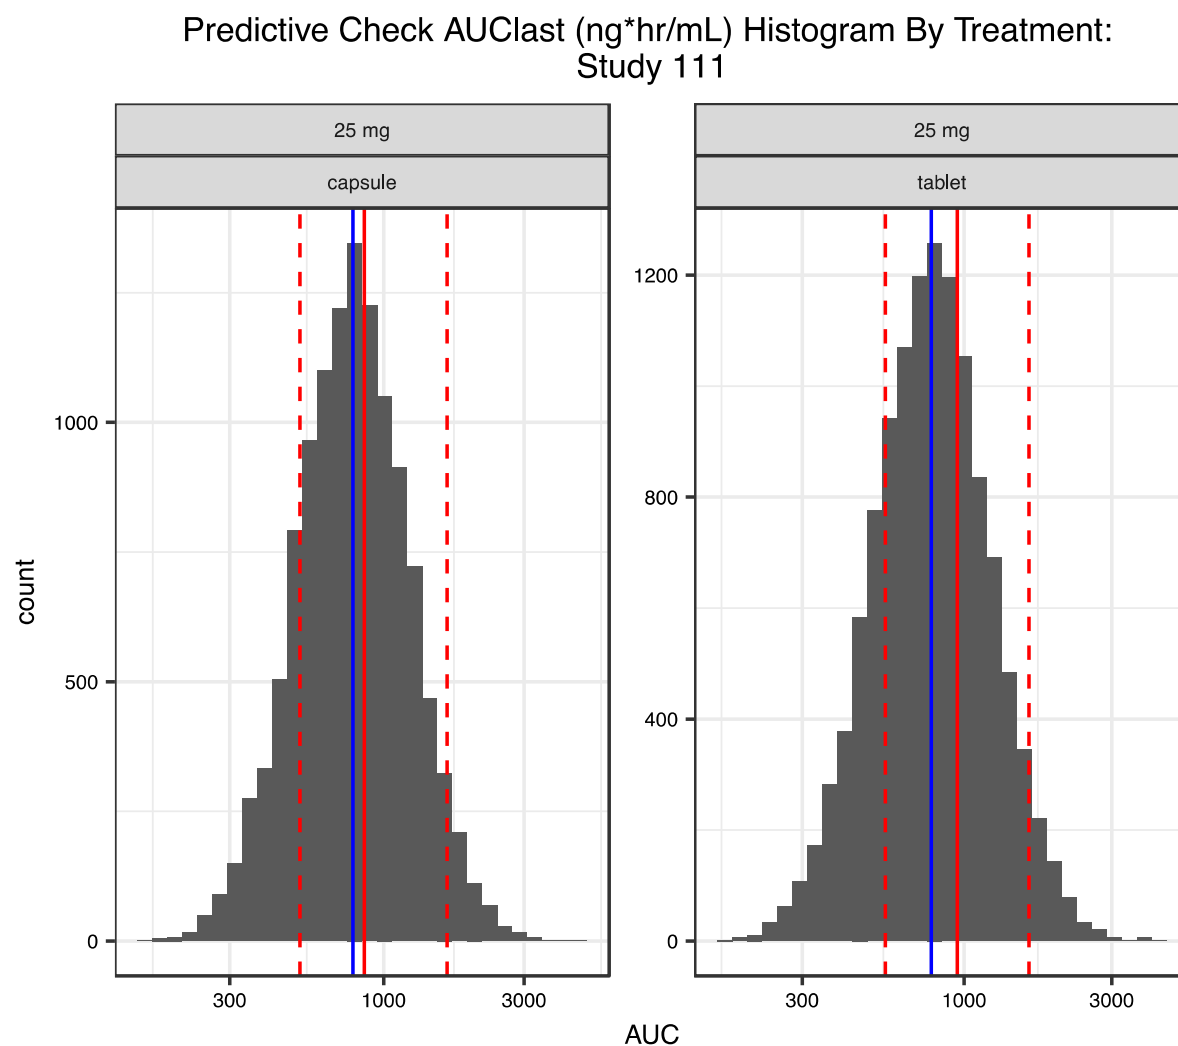 Predictive Check AUClast (ng*hr/mL) Histogram By Treatment:
Study 111
25 mg
25 mg
capsule
tablet
1200
1000
800
500
400
0
0
300
1000
3000
300
1000
3000
count
AUC